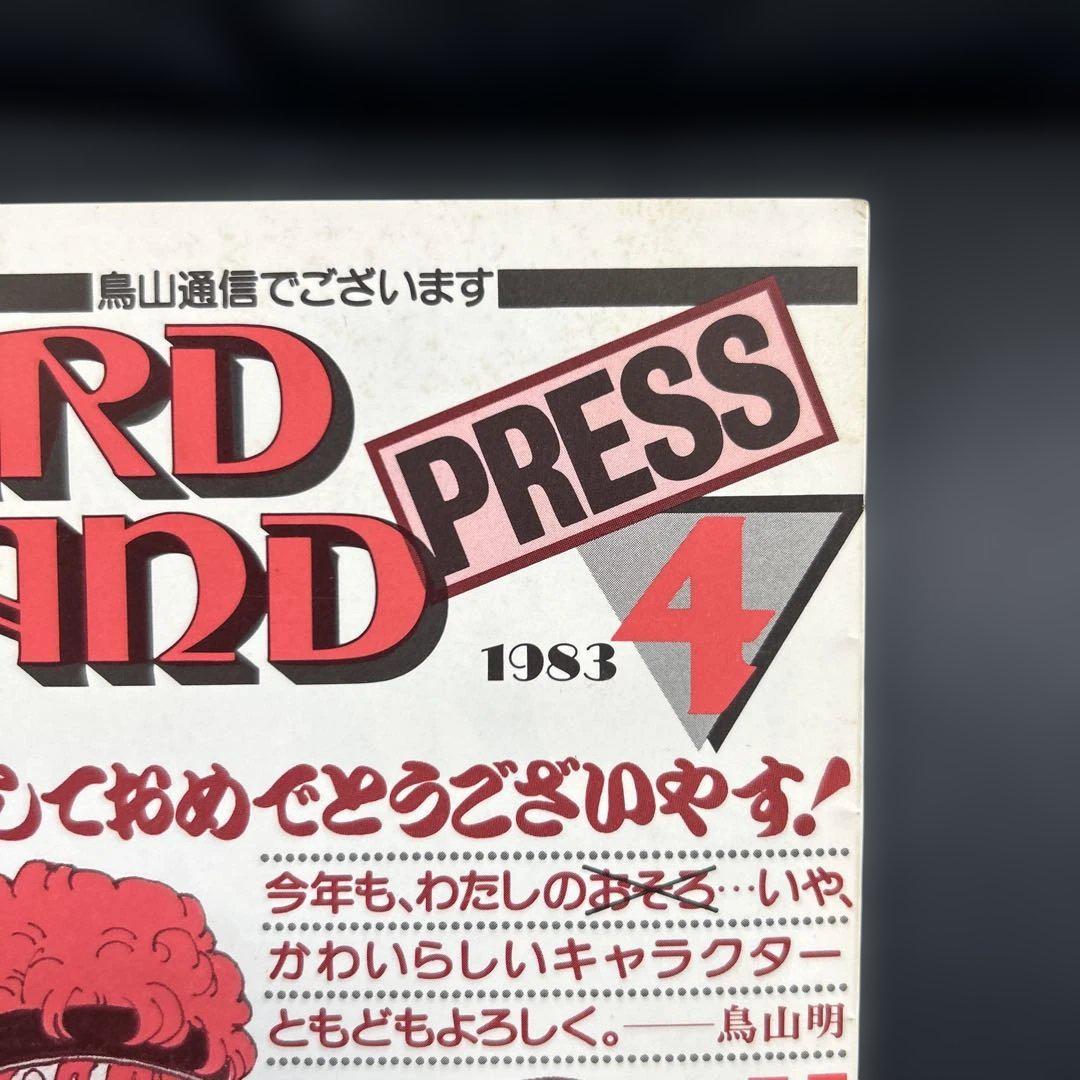 鳥山通信でございます
RD
PRESS
AND
4
1983
しておめでとうございやす!
今年も、わたしのおそろ…いや、
かわいらしいキャラクター
ともどもよろしく。――鳥山明